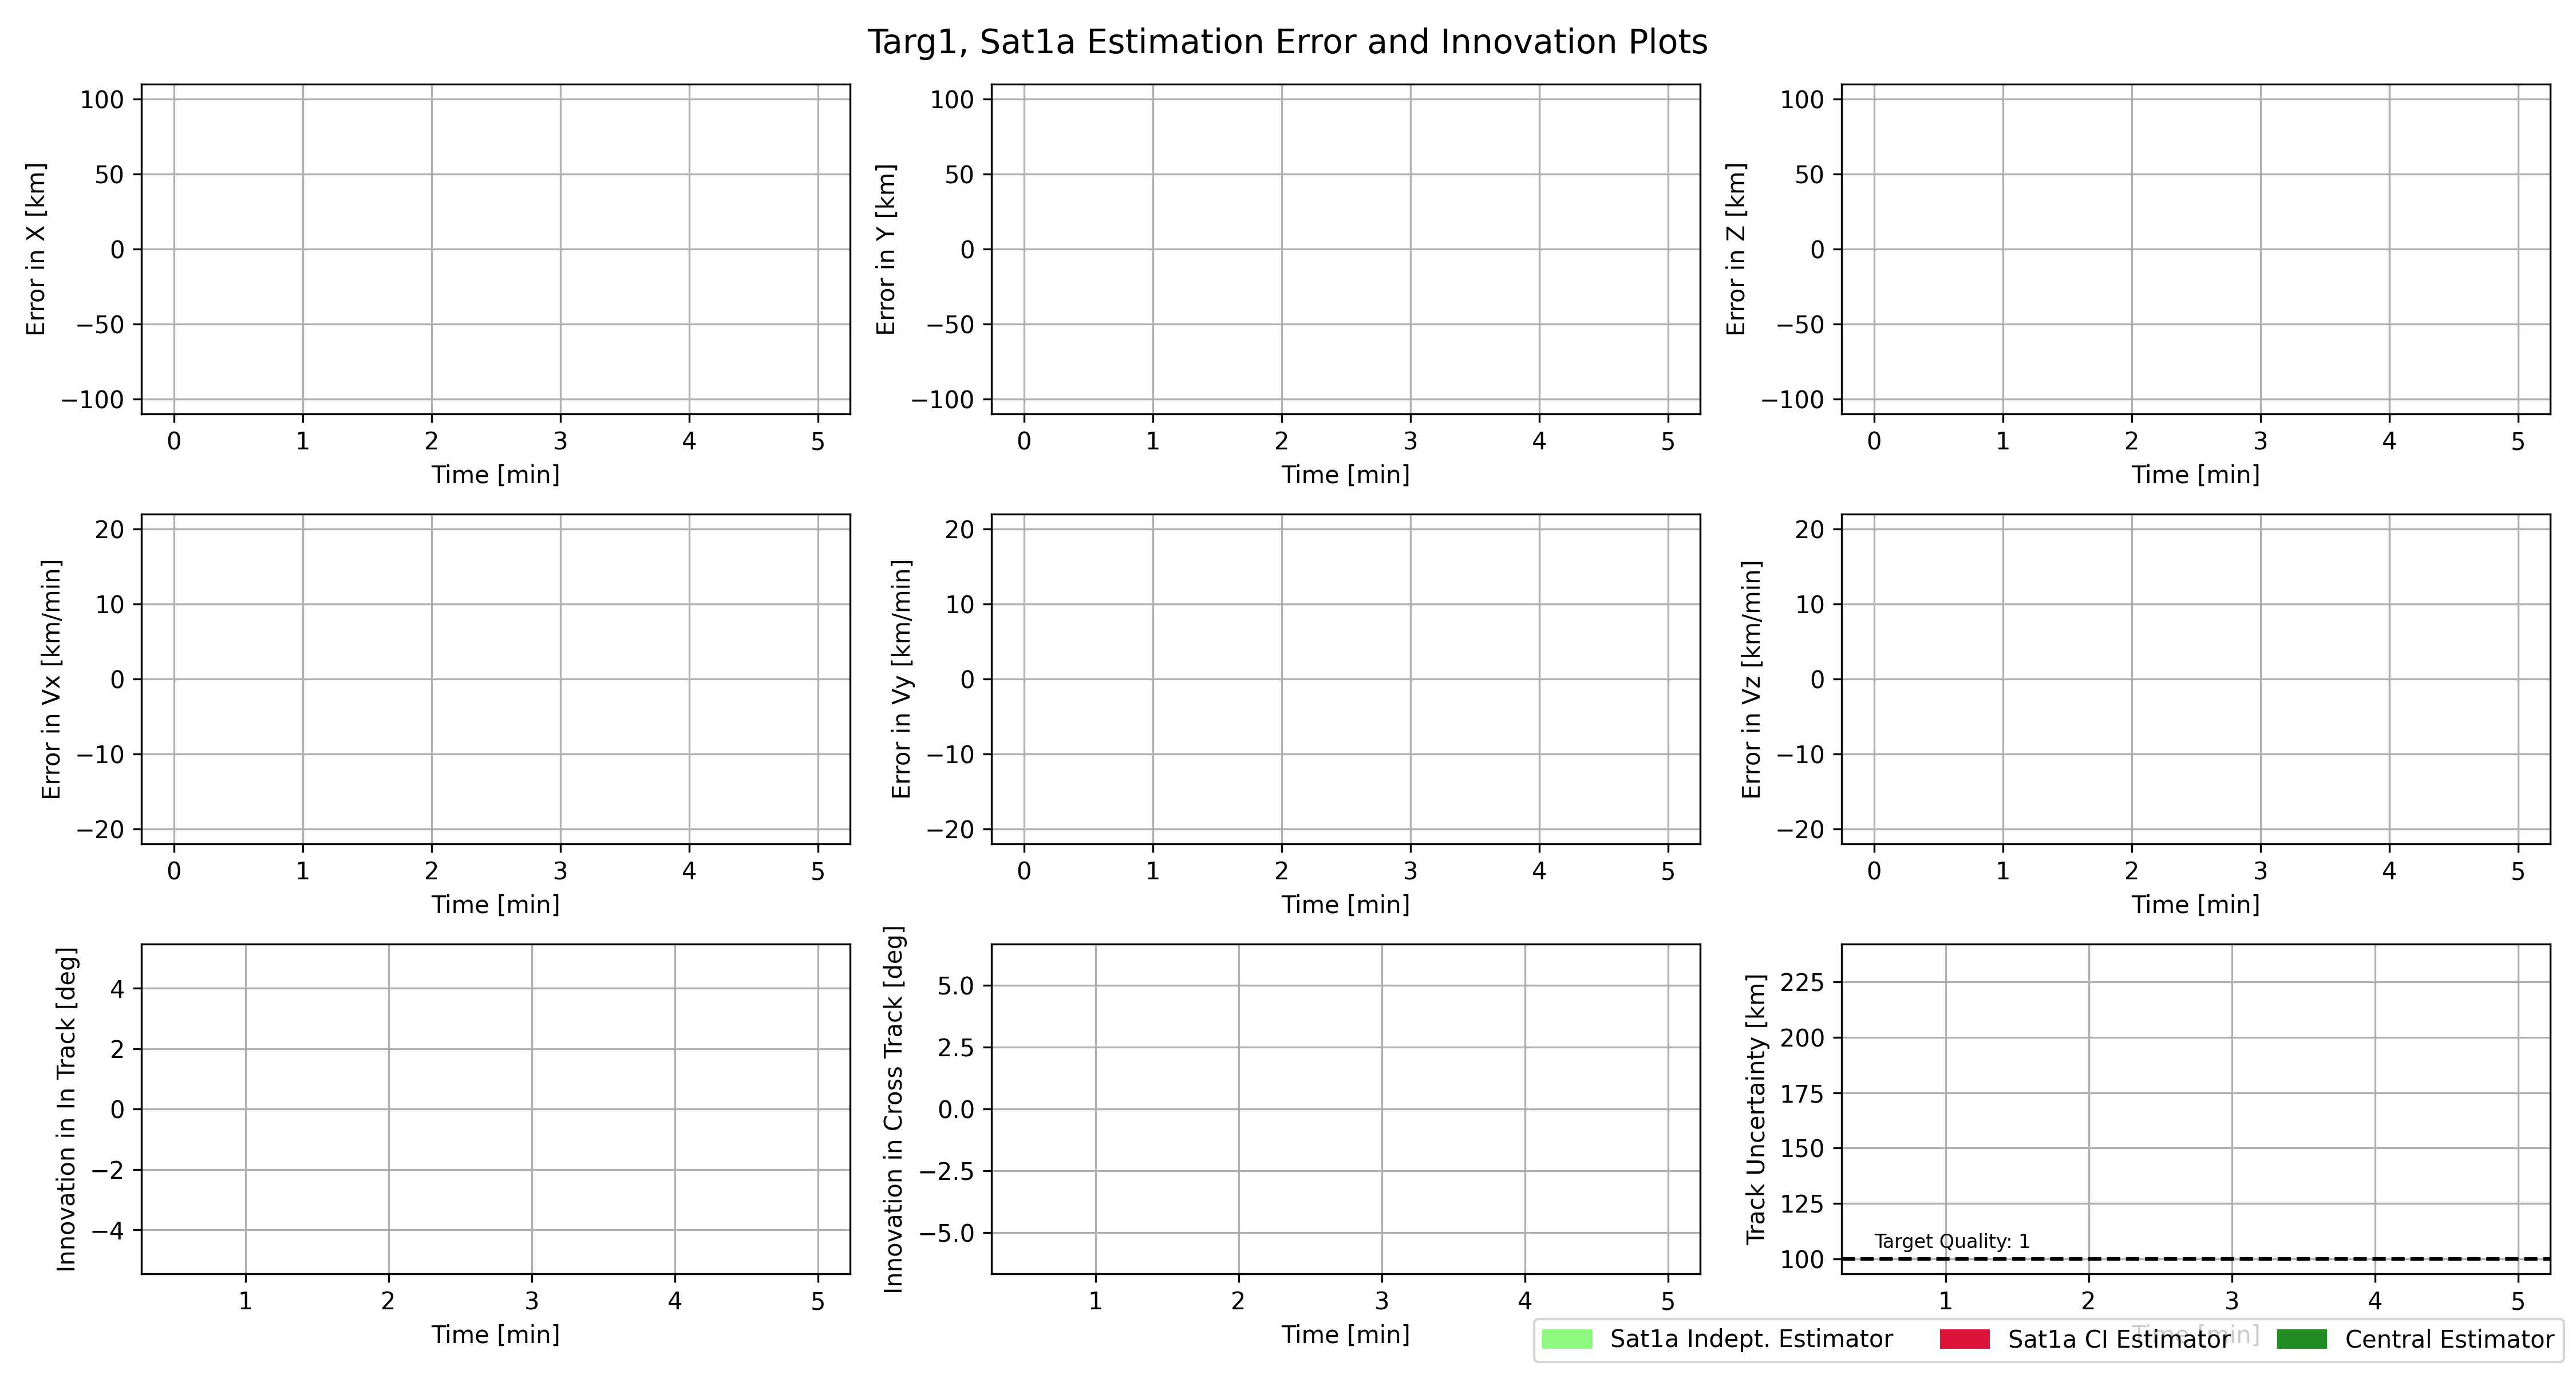 Targ1, Sat1a Estimation Error and Innovation Plots
Error in X [km]
100
50
0
−50
−100
0 1 2 3 4 5
Time [min]
Error in Y [km]
100
50
0
−50
−100
0 1 2 3 4 5
Time [min]
Error in Z [km]
100
50
0
−50
−100
0 1 2 3 4 5
Time [min]
Error in Vx [km/min]
20
10
0
−10
−20
0 1 2 3 4 5
Time [min]
Error in Vy [km/min]
20
10
0
−10
−20
0 1 2 3 4 5
Time [min]
Error in Vz [km/min]
20
10
0
−10
−20
0 1 2 3 4 5
Time [min]
Innovation in In Track [deg]
4
2
0
−2
−4
1 2 3 4 5
Time [min]
Innovation in Cross Track [deg]
5.0
2.5
0.0
−2.5
−5.0
1 2 3 4 5
Time [min]
Track Uncertainty [km]
225
200
175
150
125
100
Target Quality: 1
1 2 3 4 5
Time [min]
Sat1a Indept. Estimator
Sat1a CI Estimator
Central Estimator